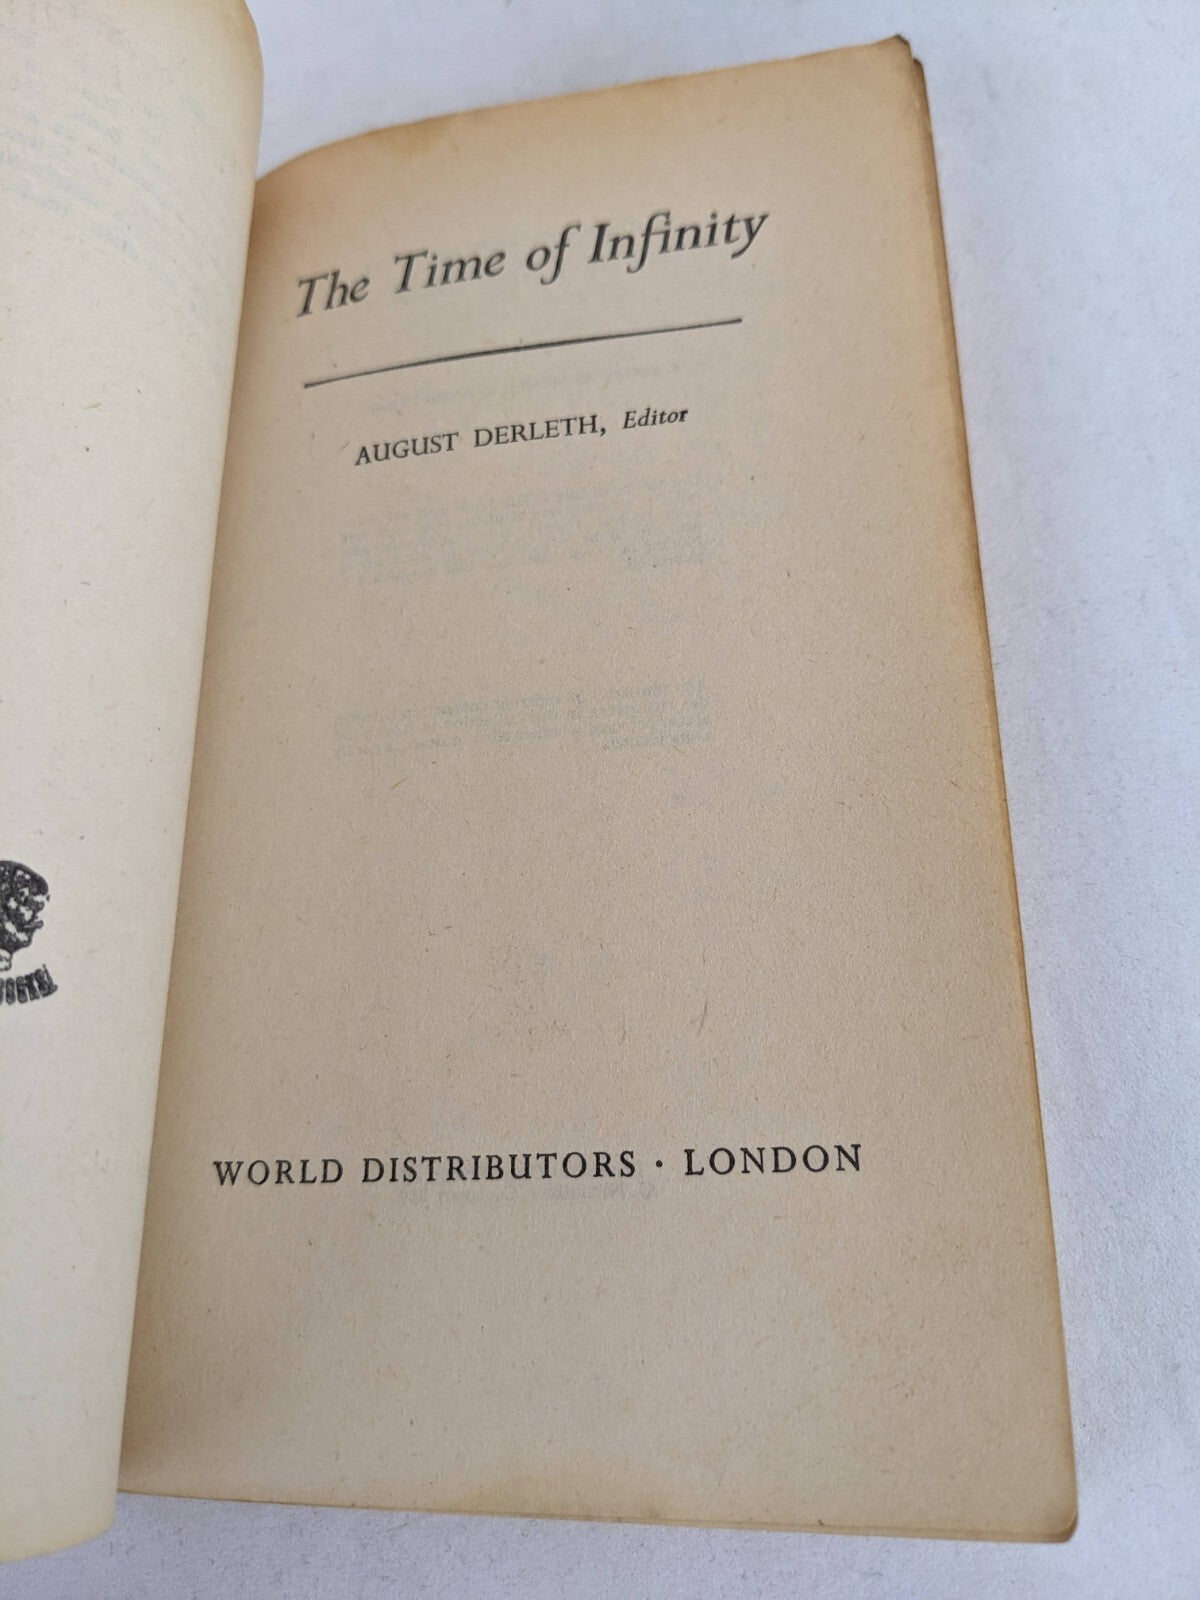 The Time of Infinity
AUGUST DERLETH, Editor
WORLD DISTRIBUTORS · LONDON